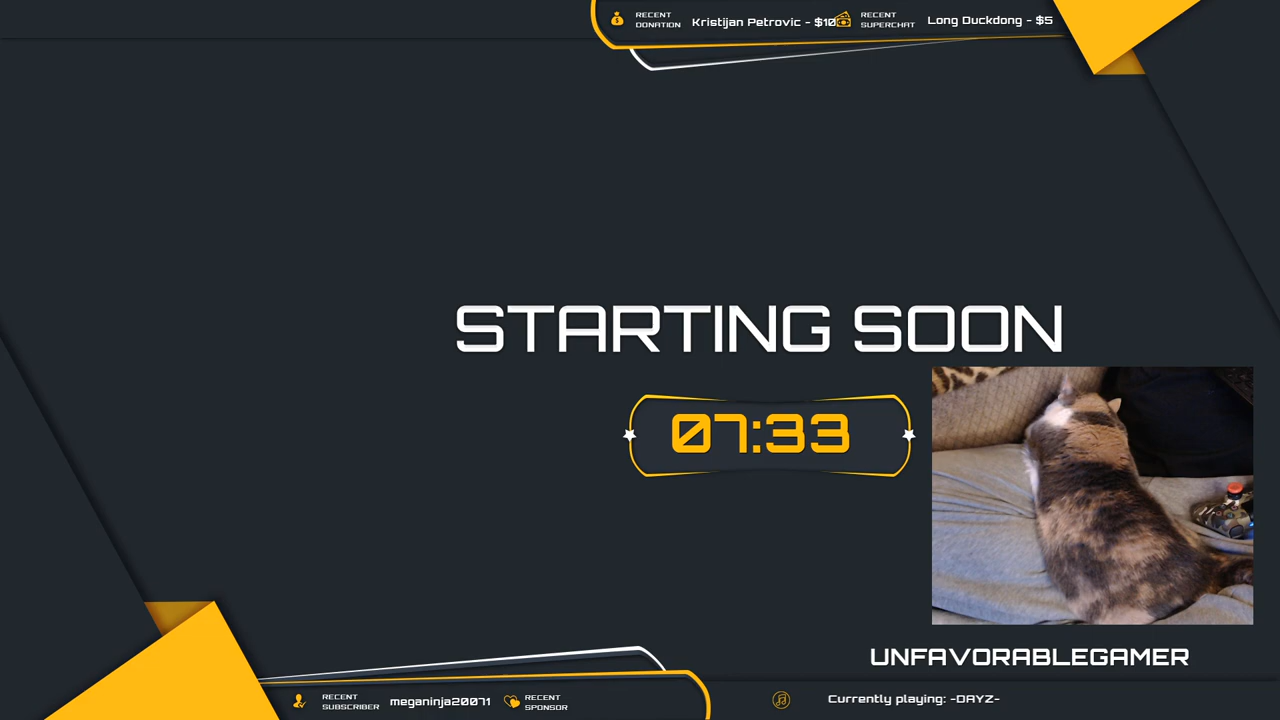 RECENT
DONATION
Kristijan Petrovic - $10
RECENT
SUPERCHAT
Long Duckdong - $5
STARTING SOON
07:33
UNFAVORABLEGAMER
RECENT
SUBSCRIBER
meganinja20071
RECENT
SPONSOR
Currently playing: -DAYZ-